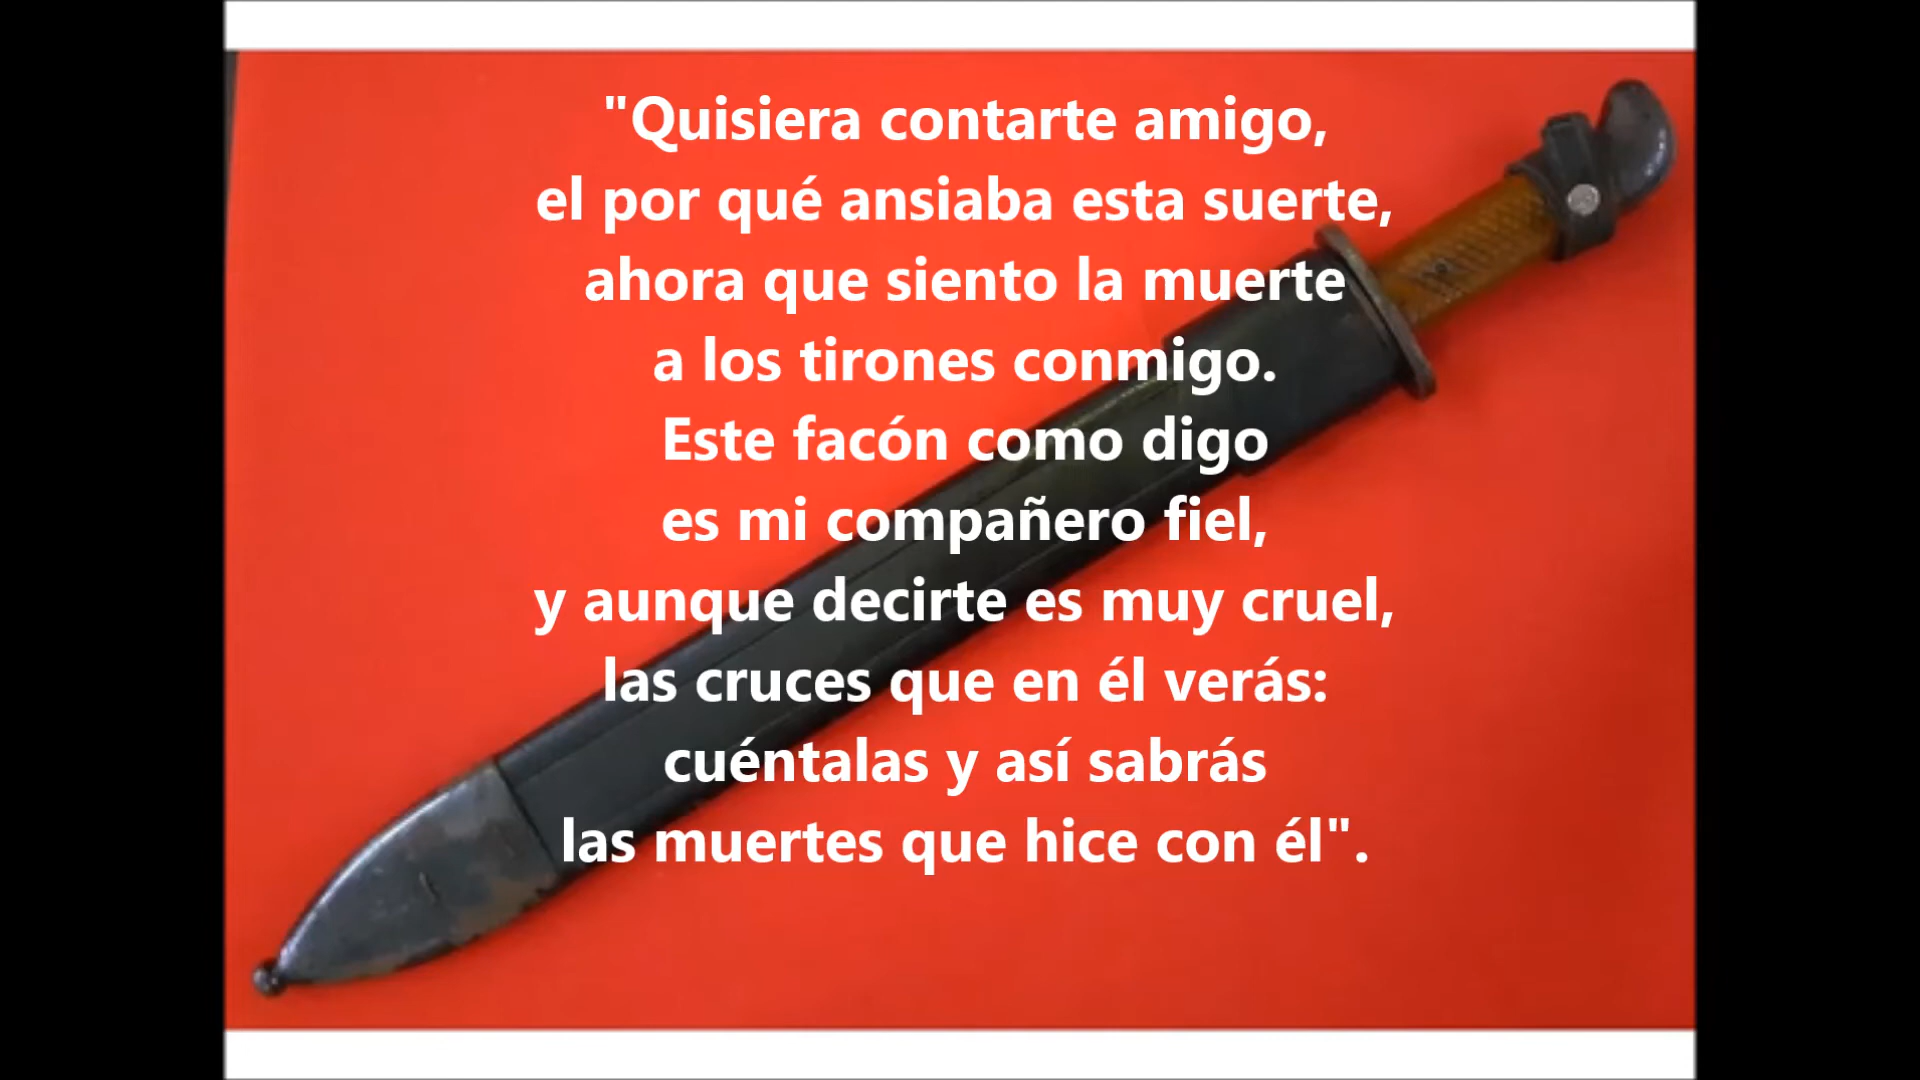 "Quisiera contarte amigo,
el por qué ansiaba esta suerte,
ahora que siento la muerte
a los tirones conmigo.
Este facón como digo
es mi compañero fiel,
y aunque decirte es muy cruel,
las cruces que en él verás:
cuéntalas y así sabrás
las muertes que hice con él".